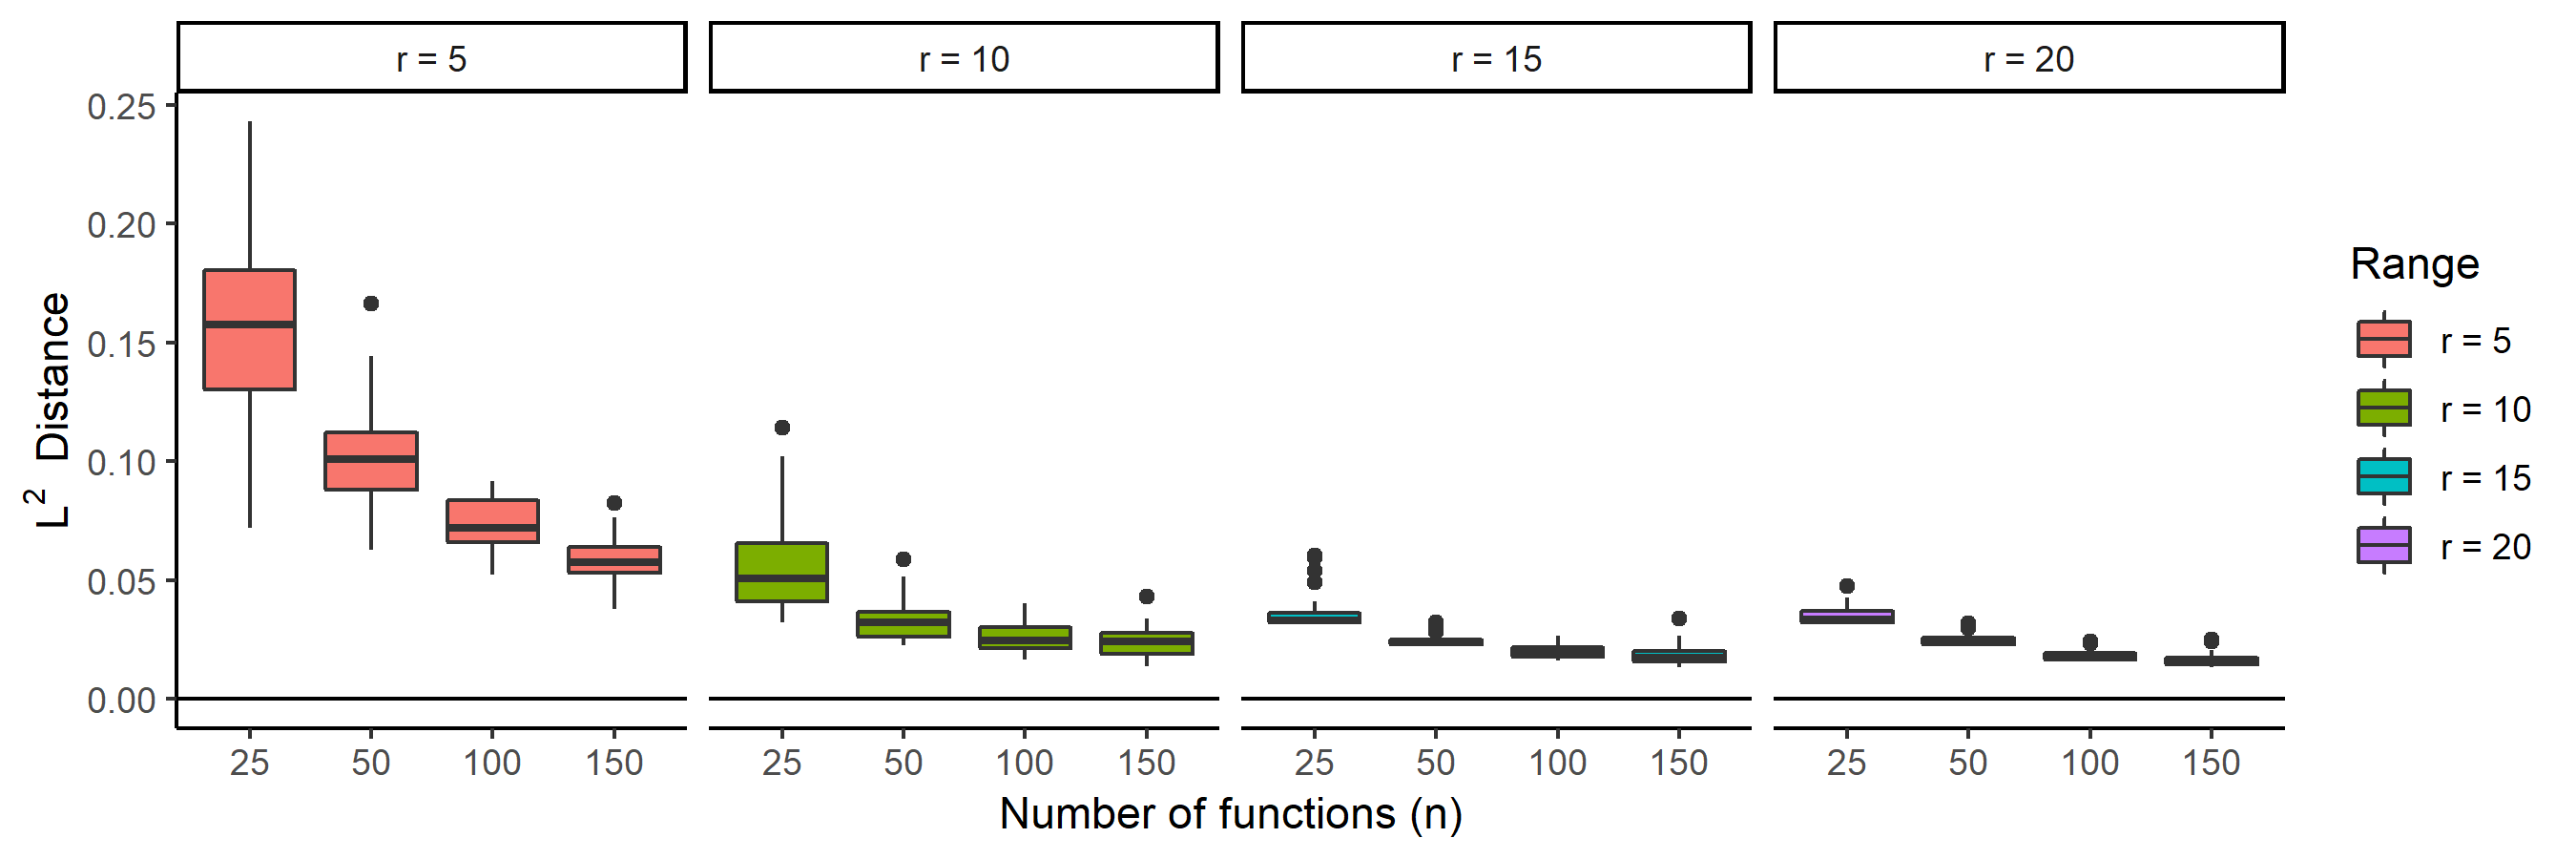 r = 5
r = 10
r = 15
r = 20
0.25
0.20
0.15
0.10
0.05
0.00
L² Distance
25 50 100 150
25 50 100 150
25 50 100 150
25 50 100 150
Number of functions (n)
Range
r = 5
r = 10
r = 15
r = 20